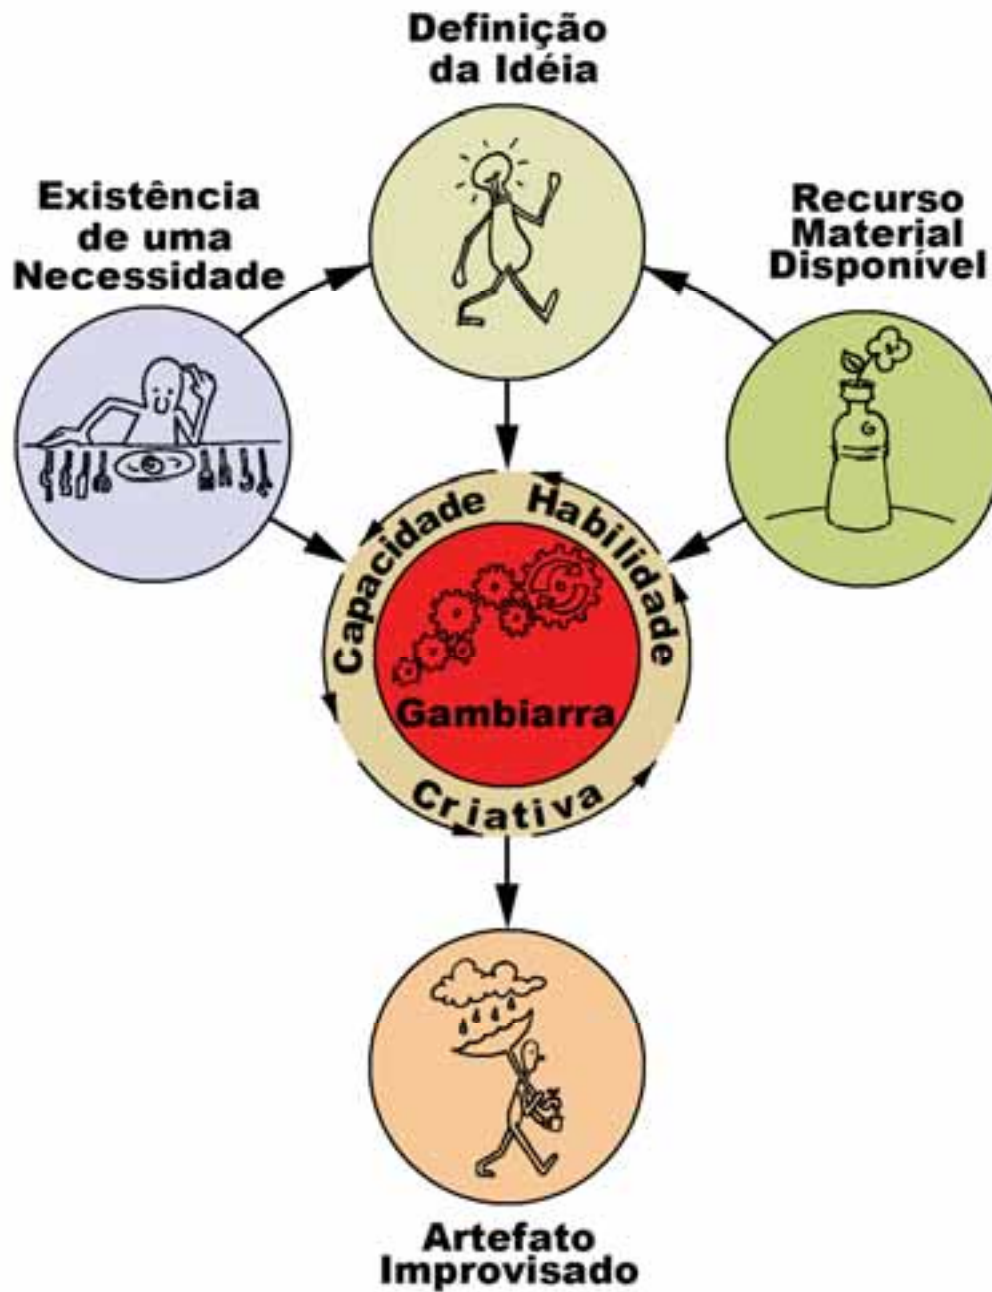 Definição
da Idéia
Existência
de uma
Necessidade
Recurso
Material
Disponível
Capacidade
Habilidade
Criativa
Gambiarra
Artefato
Improvisado